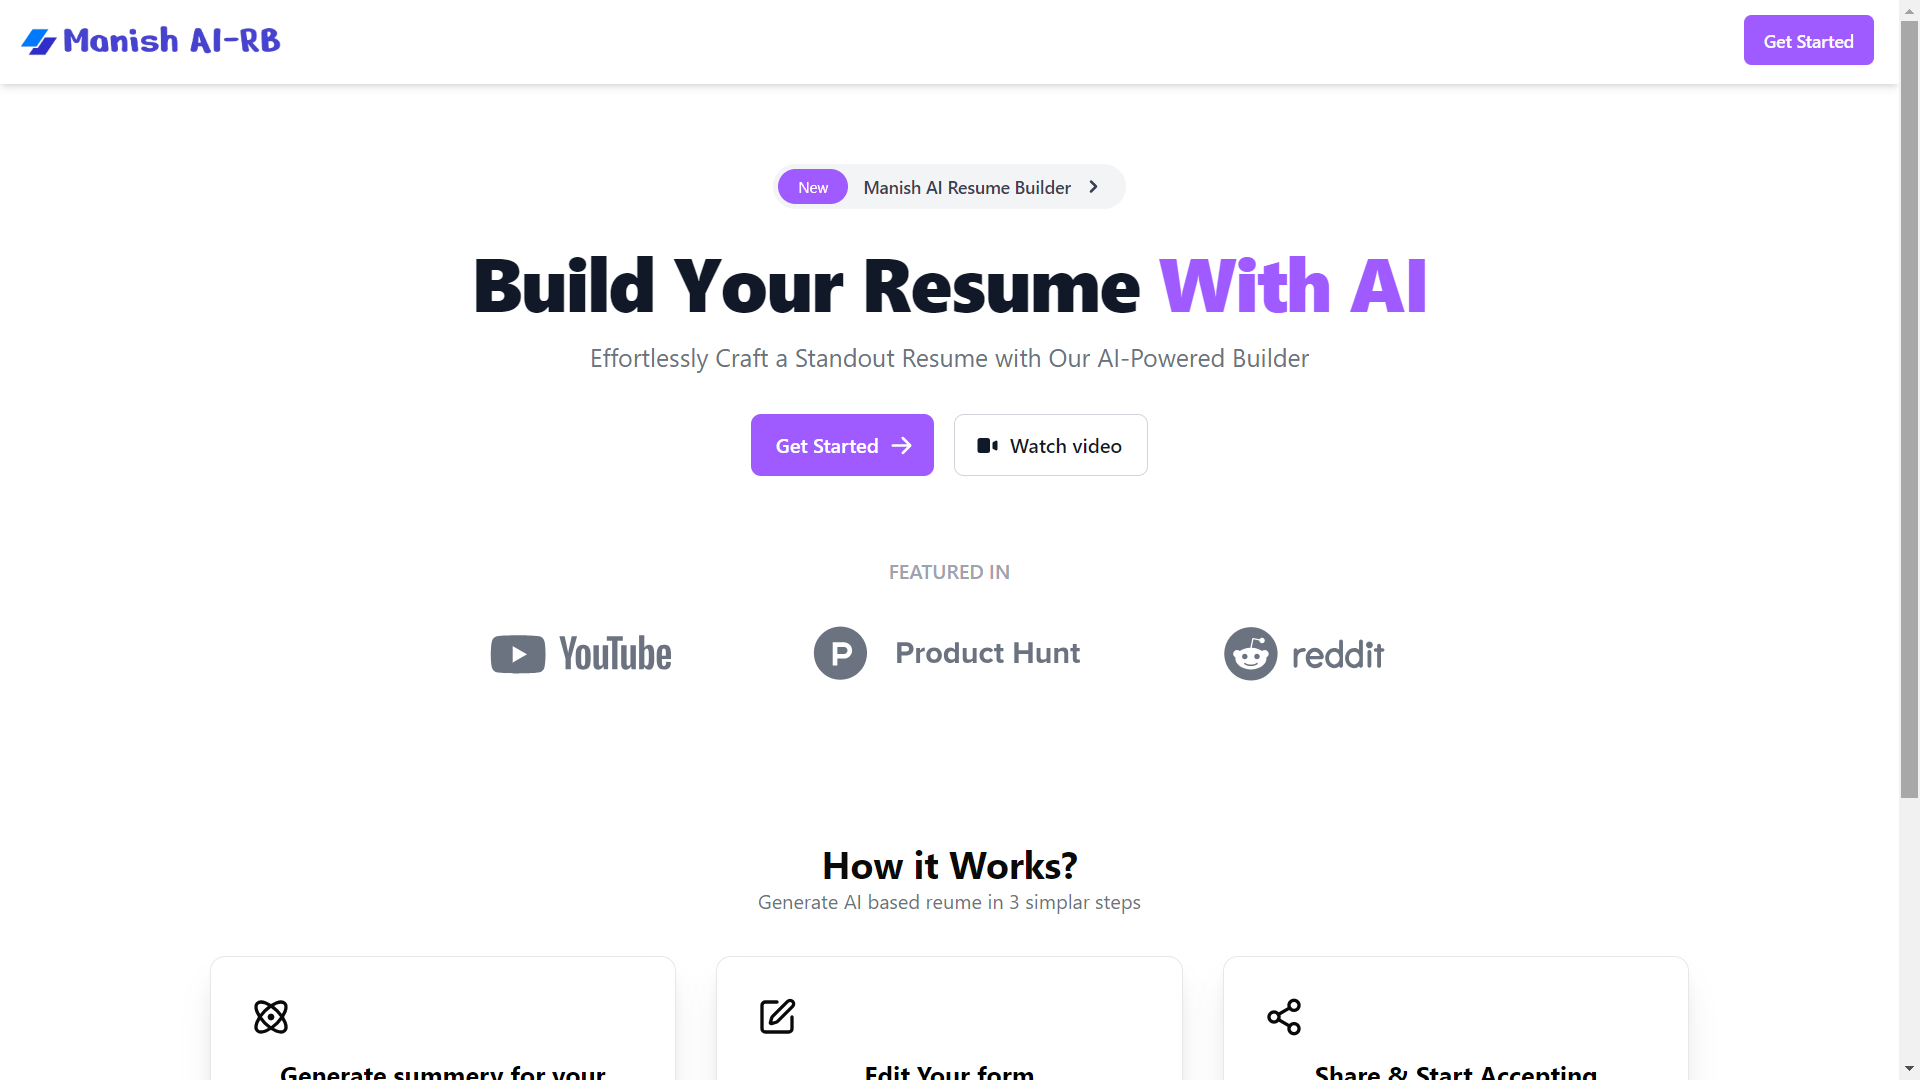 Manish AI-RB
Get Started
New Manish AI Resume Builder
Build Your Resume With AI
Effortlessly Craft a Standout Resume with Our AI-Powered Builder
Get Started
Watch video
FEATURED IN
YouTube
Product Hunt
reddit
How it Works?
Generate AI based reume in 3 simplar steps
Generate summery for your
Edit Your form
Share & Start Accepting